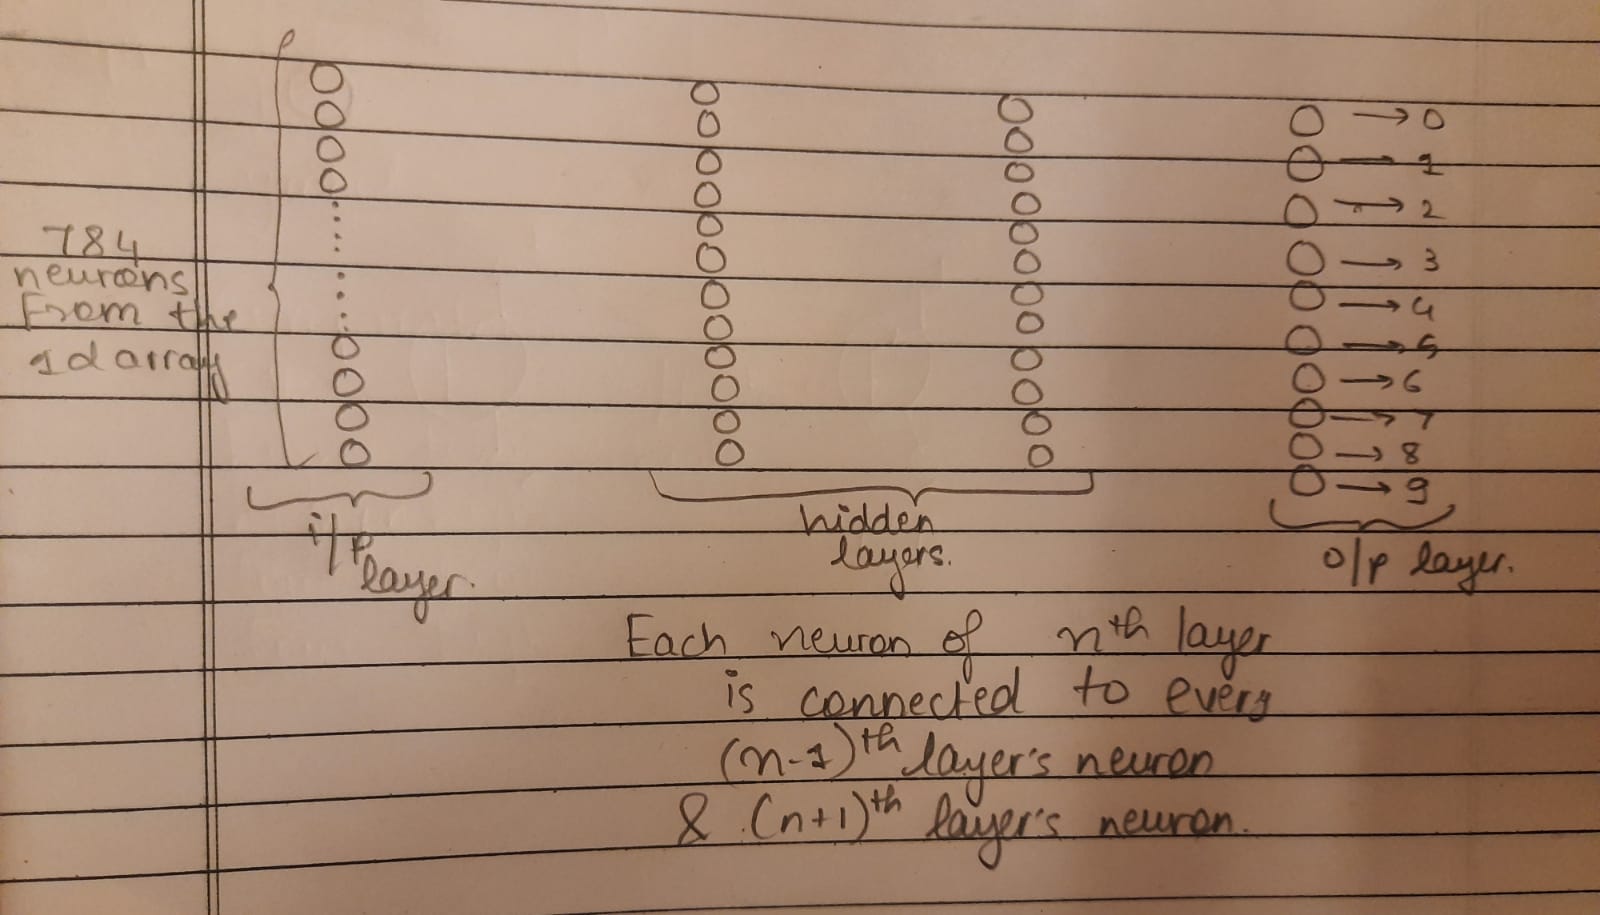 784
neurons
From the
1d array
→ 0
→ 1
→ 2
→ 3
→ 4
→ 5
→ 6
→ 7
→ 8
→ 9
i/p
layer.
hidden
layers.
o/p layer.
Each neuron of nth layer
is connected to every
(n-1)th layer's neuron
& (n+1)th layer's neuron.